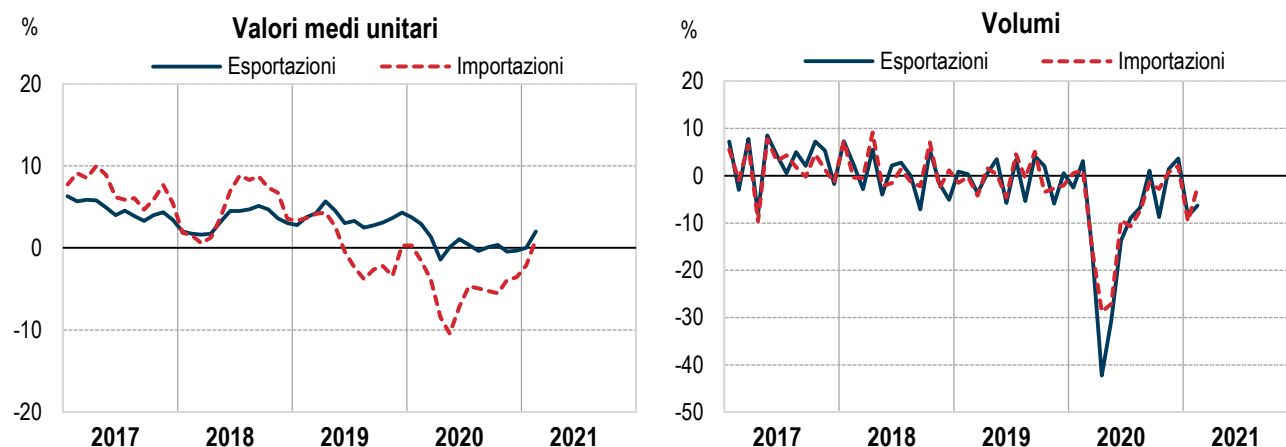 % Valori medi unitari
Esportazioni Importazioni
20
10
0
-10
-20
2017 2018 2019 2020 2021
% Volumi
Esportazioni Importazioni
20
10
0
-10
-20
-30
-40
-50
2017 2018 2019 2020 2021